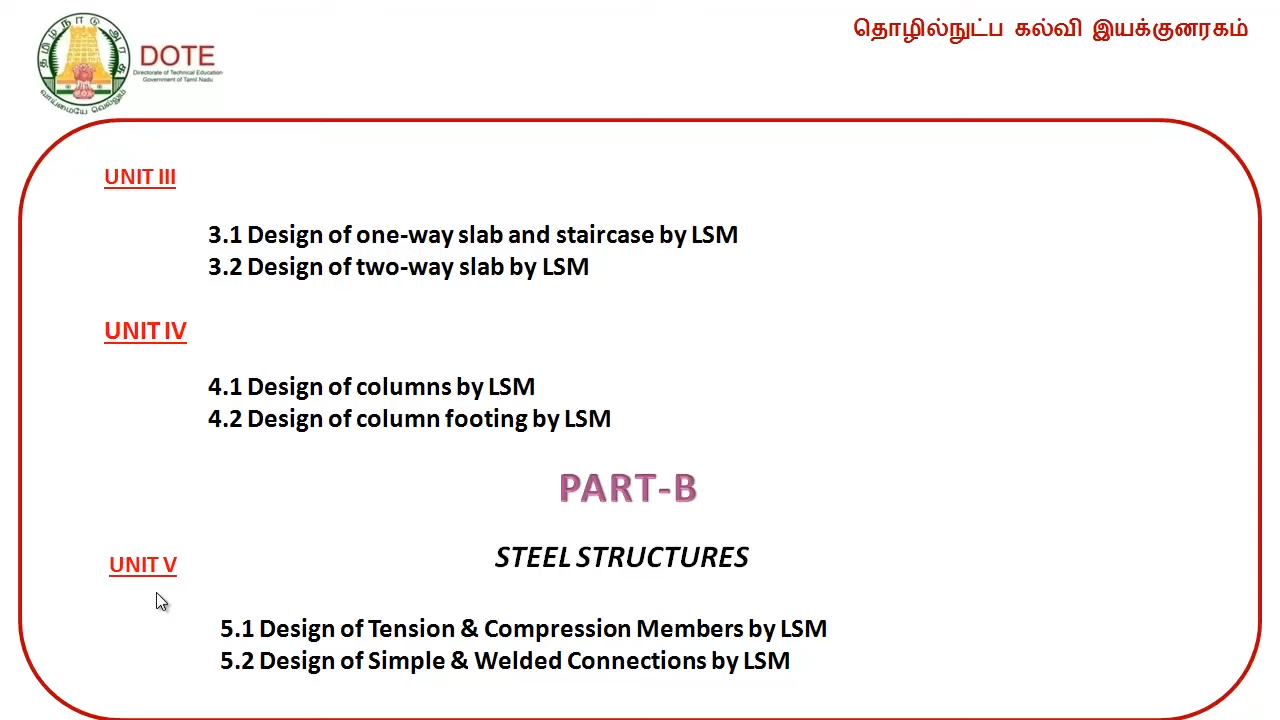 தமிழ்நாடு அரசு
வாய்மையே வெல்லும்
DOTE
Directorate of Technical Education
Government of Tamil Nadu
தொழில்நுட்ப கல்வி இயக்குனரகம்
UNIT III
3.1 Design of one-way slab and staircase by LSM
3.2 Design of two-way slab by LSM
UNIT IV
4.1 Design of columns by LSM
4.2 Design of column footing by LSM
PART-B
STEEL STRUCTURES
UNIT V
5.1 Design of Tension & Compression Members by LSM
5.2 Design of Simple & Welded Connections by LSM